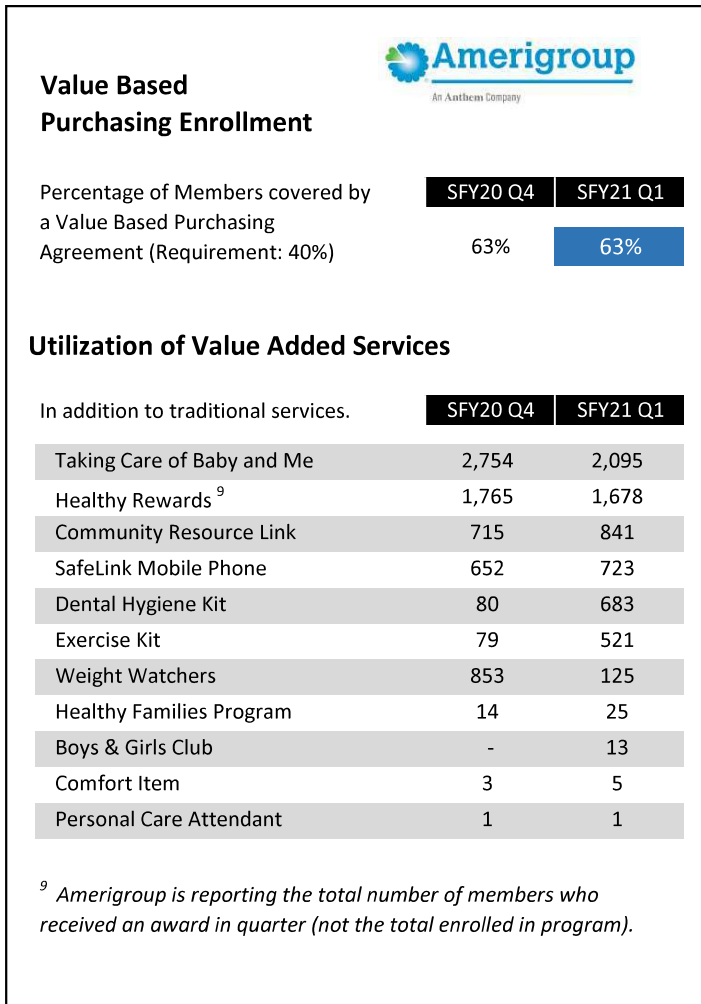 Amerigroup
An Anthem Company
Value Based
Purchasing Enrollment
Percentage of Members covered by
a Value Based Purchasing
Agreement (Requirement: 40%)
SFY20 Q4 SFY21 Q1
63% 63%
Utilization of Value Added Services
In addition to traditional services. SFY20 Q4 SFY21 Q1
Taking Care of Baby and Me 2,754 2,095
Healthy Rewards 9 1,765 1,678
Community Resource Link 715 841
SafeLink Mobile Phone 652 723
Dental Hygiene Kit 80 683
Exercise Kit 79 521
Weight Watchers 853 125
Healthy Families Program 14 25
Boys & Girls Club - 13
Comfort Item 3 5
Personal Care Attendant 1 1
9 Amerigroup is reporting the total number of members who
received an award in quarter (not the total enrolled in program).